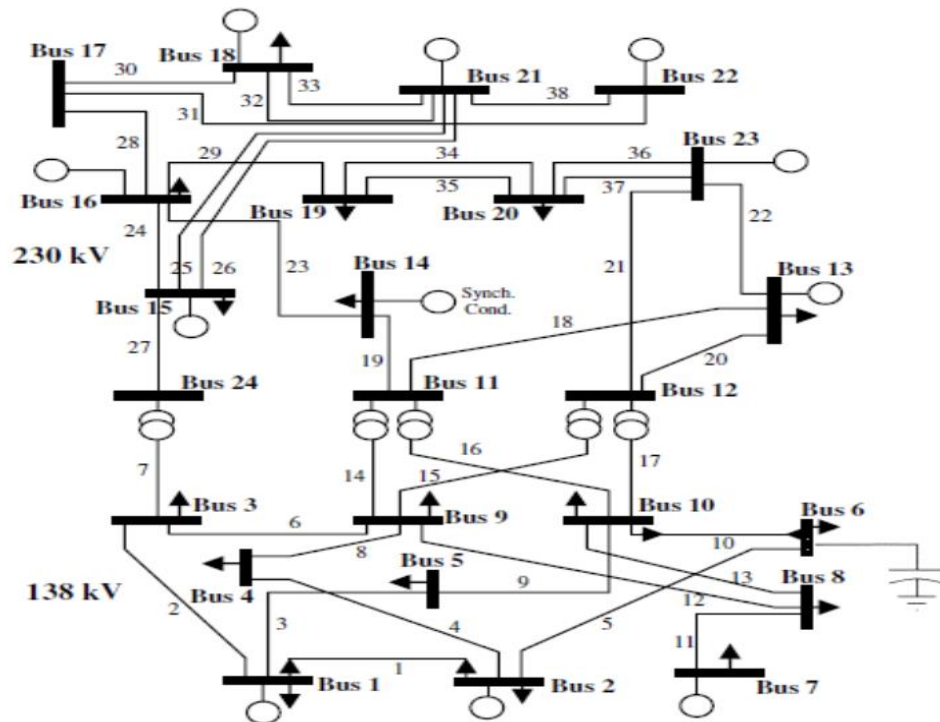 Bus 17
Bus 18
Bus 21
Bus 22
30
33
32
38
31
28
Bus 23
29
34
36
35
37
Bus 16
Bus 19
Bus 20
22
24
230 kV
25
26
23
Bus 14
21
Bus 13
Synch.
Cond.
Bus 15
18
27
19
20
Bus 24
Bus 11
Bus 12
16
7
14
15
17
Bus 3
Bus 9
Bus 10
Bus 6
6
8
10
Bus 5
138 kV
Bus 4
9
13
Bus 8
12
2
3
4
5
11
1
Bus 1
Bus 2
Bus 7